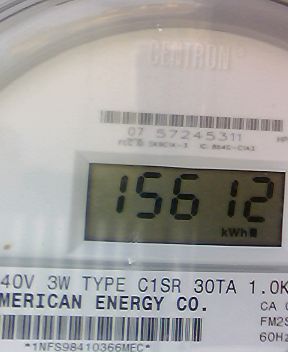 CENTRON
07 57245311
15612
kWh
40V 3W TYPE C1SR 30TA 1.0K
MERICAN ENERGY CO.
CA
FM2S
60Hz
*1NFS98410366MEC*